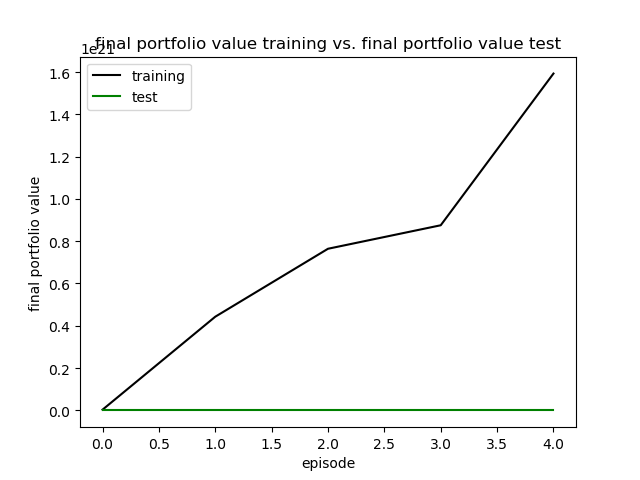 final portfolio value training vs. final portfolio value test
1e21
training
test
1.6
1.4
1.2
1.0
0.8
0.6
0.4
0.2
0.0
final portfolio value
0.0 0.5 1.0 1.5 2.0 2.5 3.0 3.5 4.0
episode